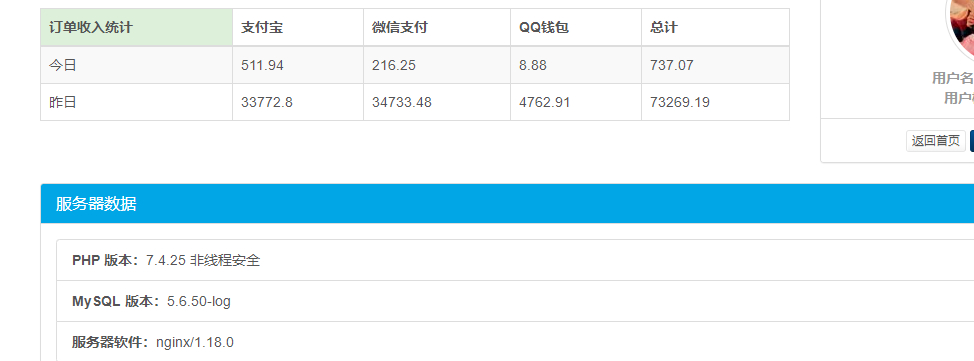 订单收入统计 支付宝 微信支付 QQ钱包 总计
今日 511.94 216.25 8.88 737.07
昨日 33772.8 34733.48 4762.91 73269.19
用户名
用户
返回首页
服务器数据
PHP 版本：7.4.25 非线程安全
MySQL 版本：5.6.50-log
服务器软件：nginx/1.18.0